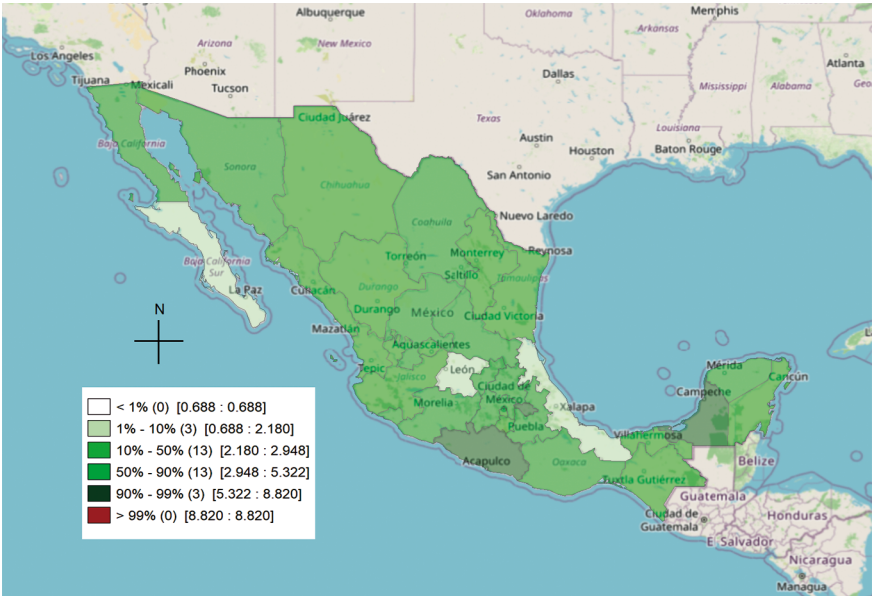 Memphis
Oklahoma
Albuquerque
Arkansas
Los Angeles
Arizona
New Mexico
Atlanta
Phoenix
Dallas
Tijuana
Mexicali
Tucson
Mississippi
Alabama
Ciudad Juárez
Texas
Louisiana
Austin
Baja California
Houston
Baton Rouge
Sonora
San Antonio
Chihuahua
Nuevo Laredo
Coahuila
Reynosa
Torreón
Monterrey
Baja California
Sur
Saltillo
Tamaulipas
La Paz
Culiacán
Durango
Durango
México
Ciudad Victoria
N
Mazatlán
Aguascalientes
Tepic
León
Mérida
Jalisco
Cancún
Ciudad de
México
Campeche
Morelia
Xalapa
Puebla
Villahermosa
Acapulco
Oaxaca
Belize
Tuxtla Gutiérrez
Guatemala
Ciudad de
Guatemala
Honduras
E Salvador
Nicaragua
Managua
< 1% (0) [0.688 : 0.688]
1% - 10% (3) [0.688 : 2.180]
10% - 50% (13) [2.180 : 2.948]
50% - 90% (13) [2.948 : 5.322]
90% - 99% (3) [5.322 : 8.820]
> 99% (0) [8.820 : 8.820]